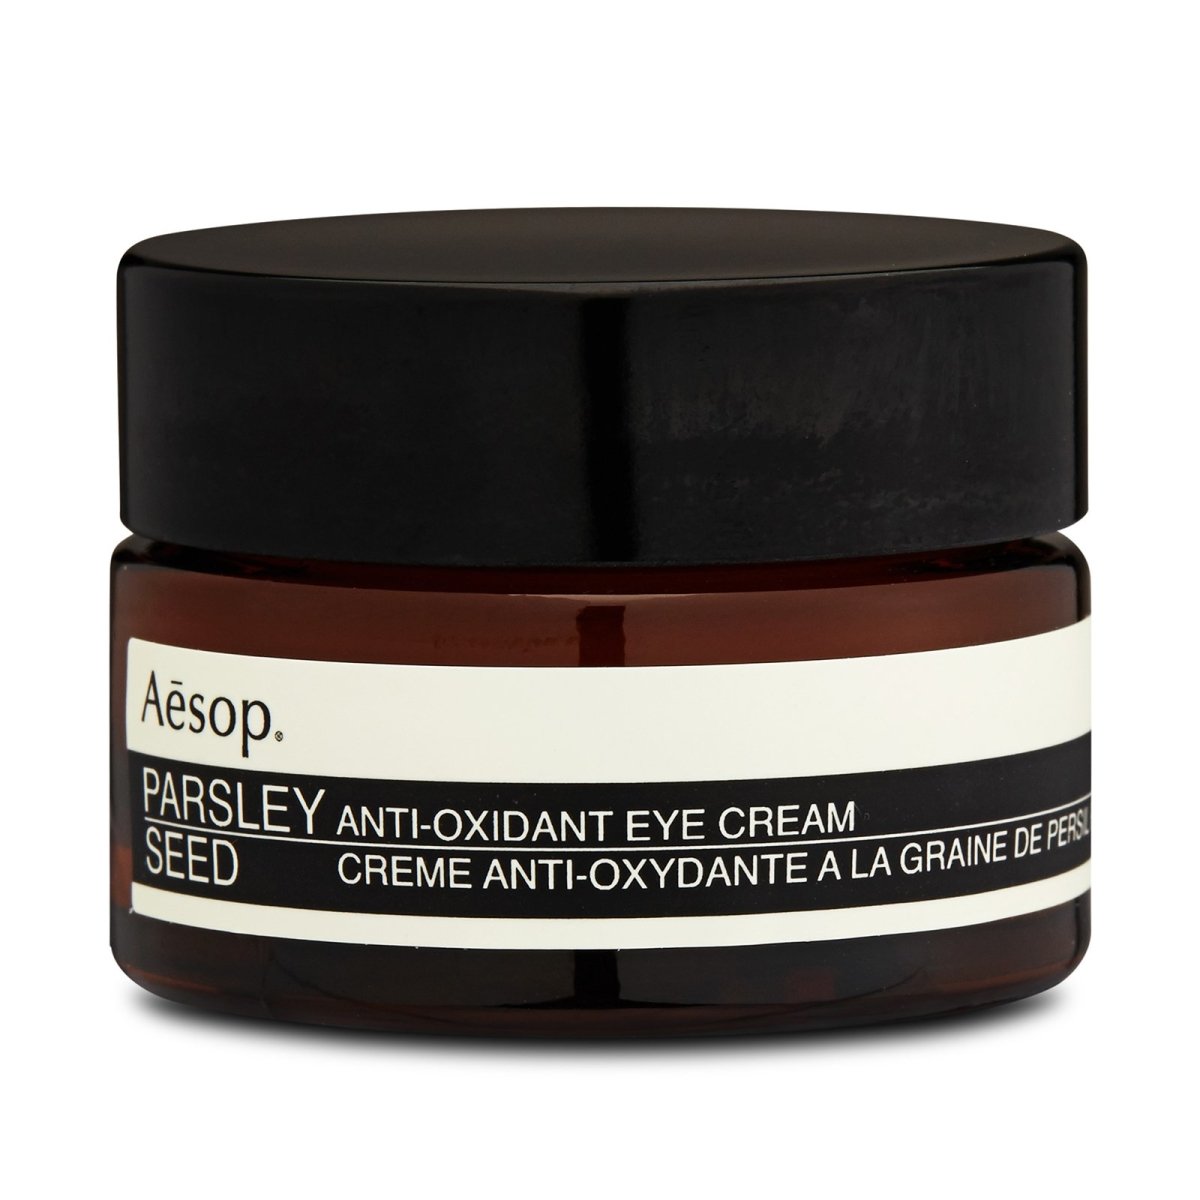 Aēsop.®
PARSLEY
SEED
ANTI-OXIDANT EYE CREAM
CREME ANTI-OXYDANTE A LA GRAINE DE PERSIL